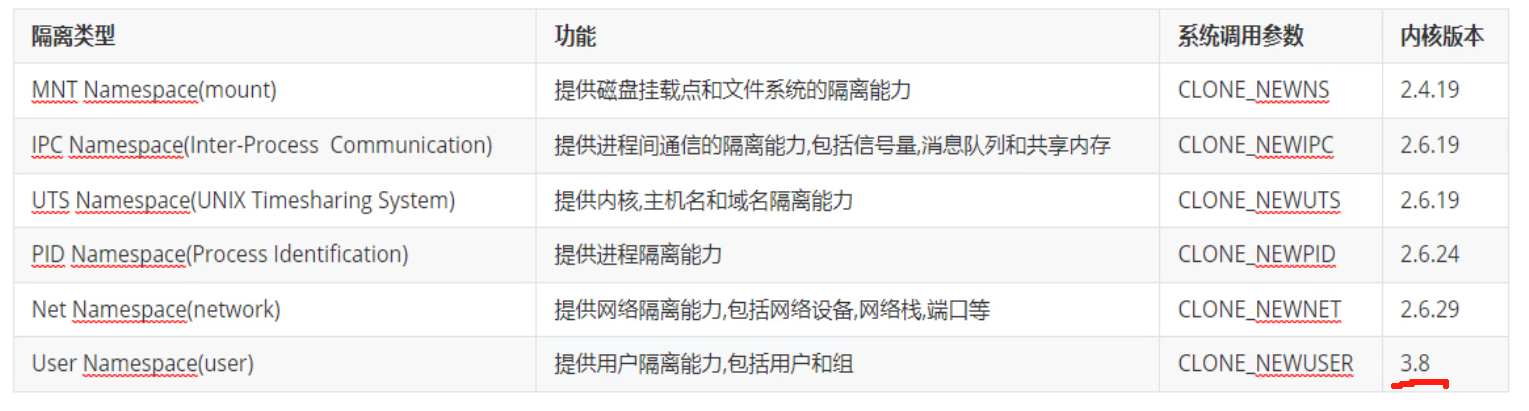 隔离类型 功能 系统调用参数 内核版本
MNT Namespace(mount) 提供磁盘挂载点和文件系统的隔离能力 CLONE_NEWNS 2.4.19
IPC Namespace(Inter-Process Communication) 提供进程间通信的隔离能力,包括信号量,消息队列和共享内存 CLONE_NEWIPC 2.6.19
UTS Namespace(UNIX Timesharing System) 提供内核,主机名和域名隔离能力 CLONE_NEWUTS 2.6.19
PID Namespace(Process Identification) 提供进程隔离能力 CLONE_NEWPID 2.6.24
Net Namespace(network) 提供网络隔离能力,包括网络设备,网络栈,端口等 CLONE_NEWNET 2.6.29
User Namespace(user) 提供用户隔离能力,包括用户和组 CLONE_NEWUSER 3.8